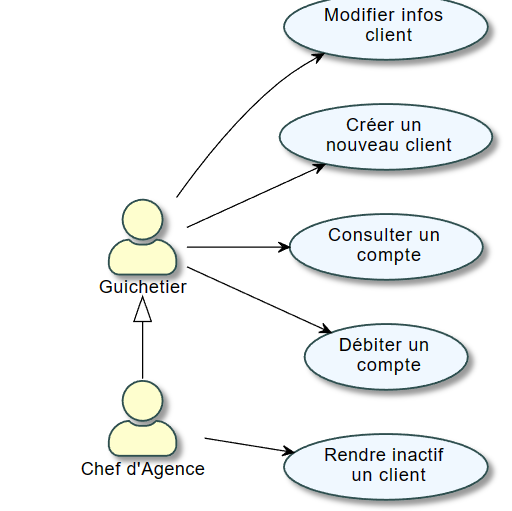 Modifier infos
client
Créer un
nouveau client
Consulter un
compte
Guichetier
Débiter un
compte
Chef d'Agence
Rendre inactif
un client